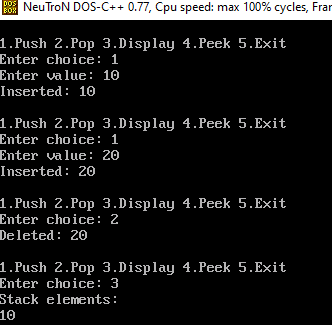 DOS BOX NeuTroN DOS-C++ 0.77, Cpu speed: max 100% cycles, Fran
1.Push 2.Pop 3.Display 4.Peek 5.Exit
Enter choice: 1
Enter value: 10
Inserted: 10
1.Push 2.Pop 3.Display 4.Peek 5.Exit
Enter choice: 1
Enter value: 20
Inserted: 20
1.Push 2.Pop 3.Display 4.Peek 5.Exit
Enter choice: 2
Deleted: 20
1.Push 2.Pop 3.Display 4.Peek 5.Exit
Enter choice: 3
Stack elements:
10